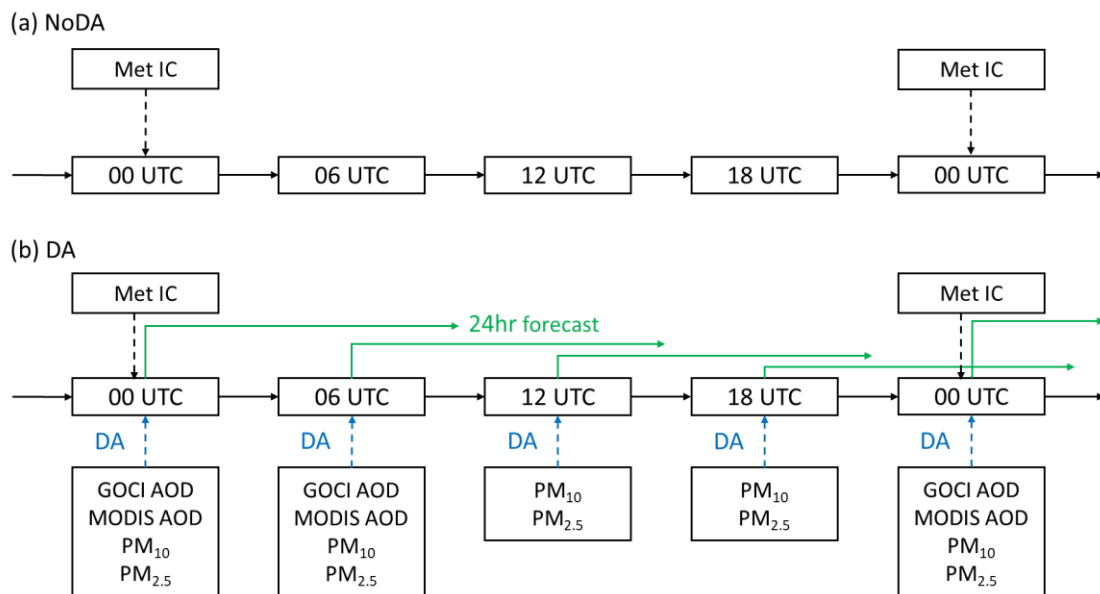 (a) NoDA
Met IC
Met IC
00 UTC
06 UTC
12 UTC
18 UTC
00 UTC
(b) DA
Met IC
Met IC
24hr forecast
00 UTC
06 UTC
12 UTC
18 UTC
00 UTC
DA
DA
DA
DA
DA
GOCI AOD
MODIS AOD
PM₁₀
PM₂.₅
GOCI AOD
MODIS AOD
PM₁₀
PM₂.₅
PM₁₀
PM₂.₅
PM₁₀
PM₂.₅
GOCI AOD
MODIS AOD
PM₁₀
PM₂.₅